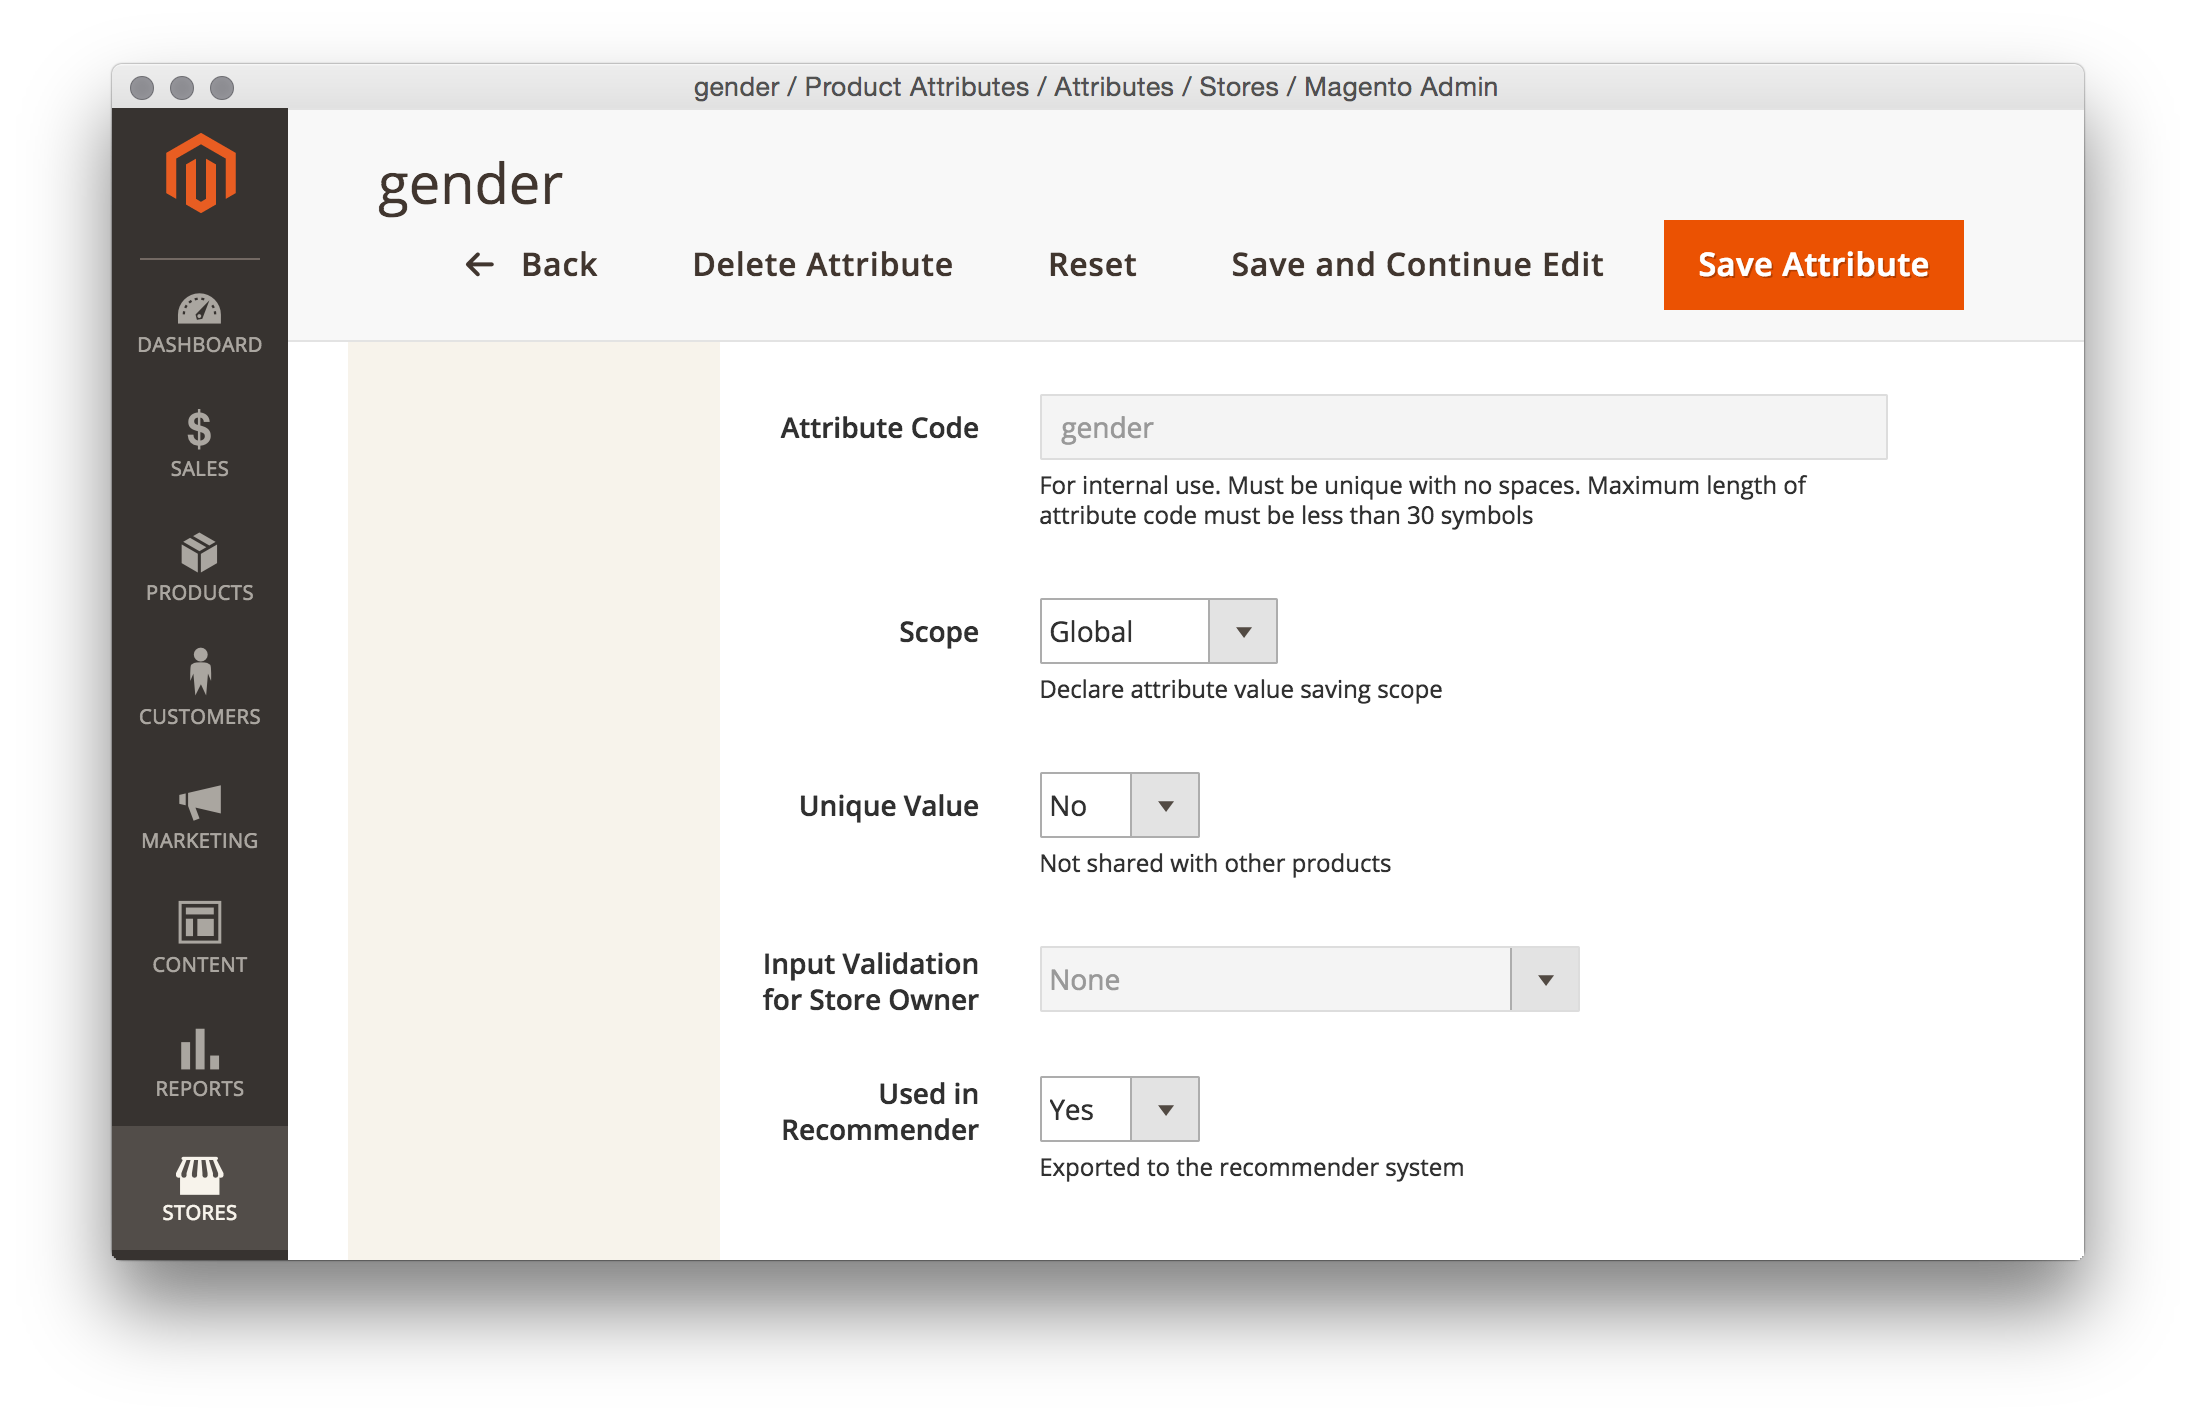 gender / Product Attributes / Attributes / Stores / Magento Admin
gender
Back
Delete Attribute
Reset
Save and Continue Edit
Save Attribute
DASHBOARD
SALES
PRODUCTS
CUSTOMERS
MARKETING
CONTENT
REPORTS
STORES
Attribute Code
gender
For internal use. Must be unique with no spaces. Maximum length of
attribute code must be less than 30 symbols
Scope
Global
Declare attribute value saving scope
Unique Value
No
Not shared with other products
Input Validation
for Store Owner
None
Used in
Recommender
Yes
Exported to the recommender system